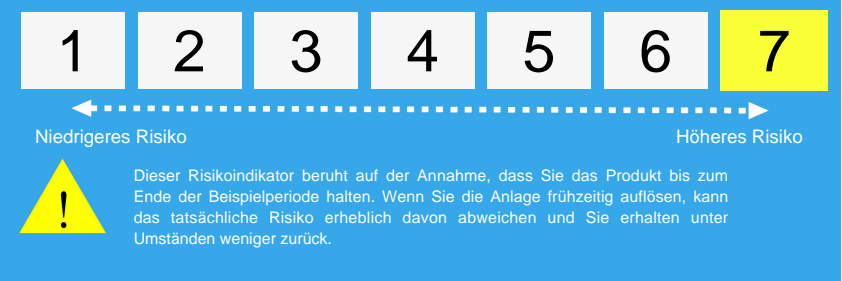 1 2 3 4 5 6 7
Niedrigeres Risiko Höheres Risiko
Dieser Risikoindikator beruht auf der Annahme, dass Sie das Produkt bis zum
! Ende der Beispielperiode halten. Wenn Sie die Anlage frühzeitig auflösen, kann
das tatsächliche Risiko erheblich davon abweichen und Sie erhalten unter
Umständen weniger zurück.